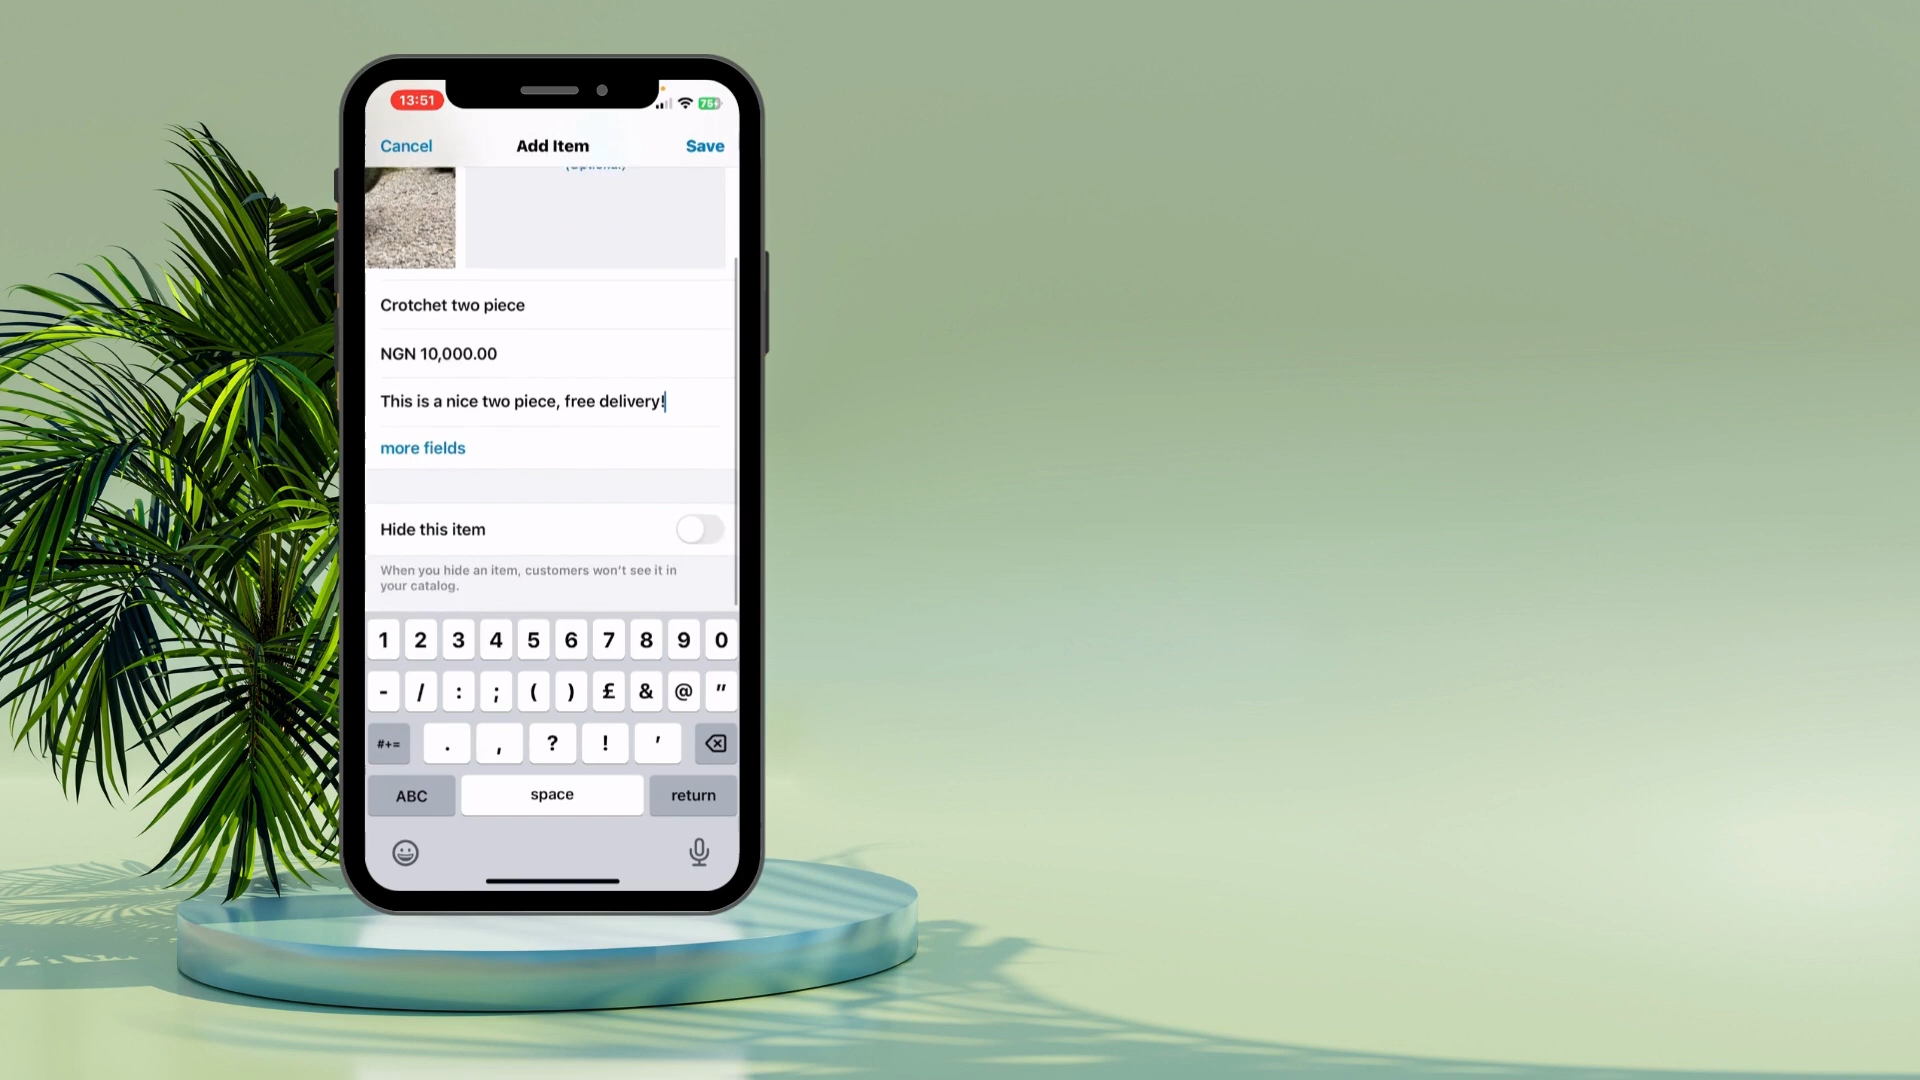 13:51
75
Cancel Add Item Save
(Optional)
Crotchet two piece
NGN 10,000.00
This is a nice two piece, free delivery!
more fields
Hide this item
When you hide an item, customers won't see it in
your catalog.
1 2 3 4 5 6 7 8 9 0
- / : ; ( ) £ & @ "
#+= . , ? ! '
ABC space return